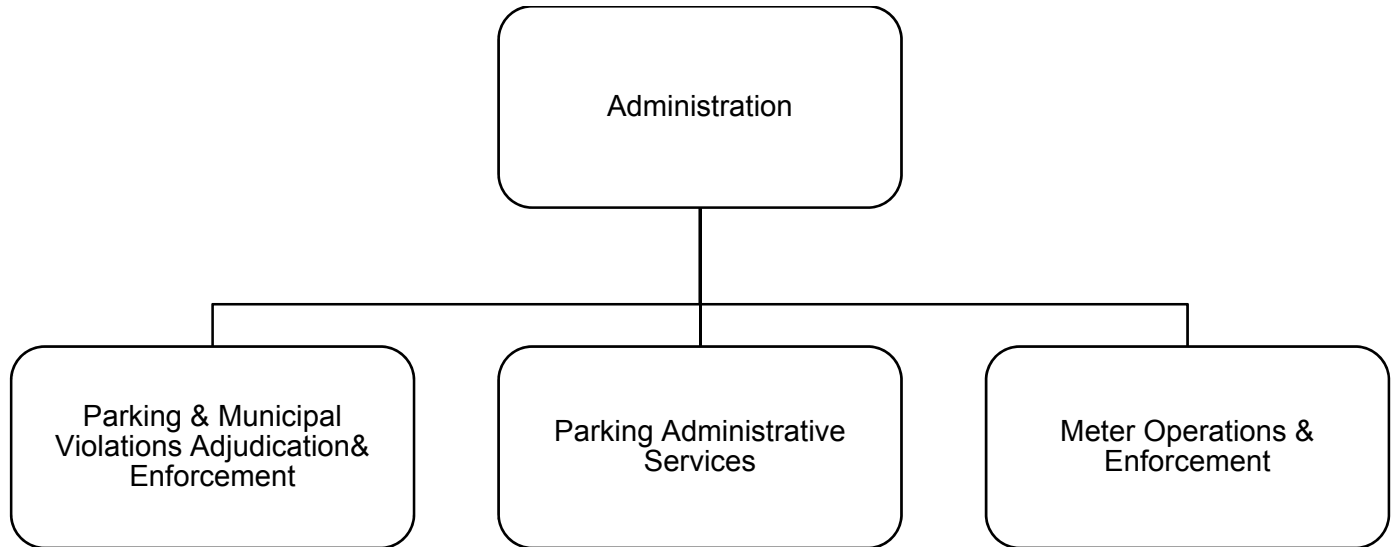 Administration
Parking & Municipal
Violations Adjudication&
Enforcement
Parking Administrative
Services
Meter Operations &
Enforcement